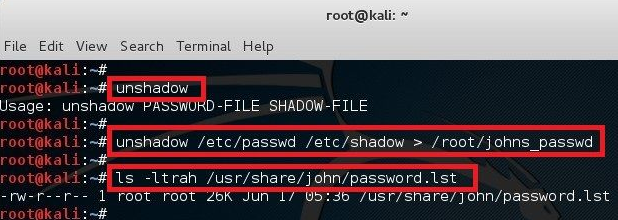 root@kali: ~
File Edit View Search Terminal Help
root@kali:~#
root@kali:~# unshadow
Usage: unshadow PASSWORD-FILE SHADOW-FILE
root@kali:~#
root@kali:~# unshadow /etc/passwd /etc/shadow > /root/johns_passwd
root@kali:~#
root@kali:~# ls -ltrah /usr/share/john/password.lst
-rw-r--r-- 1 root root 26K Jun 17 05:36 /usr/share/john/password.lst